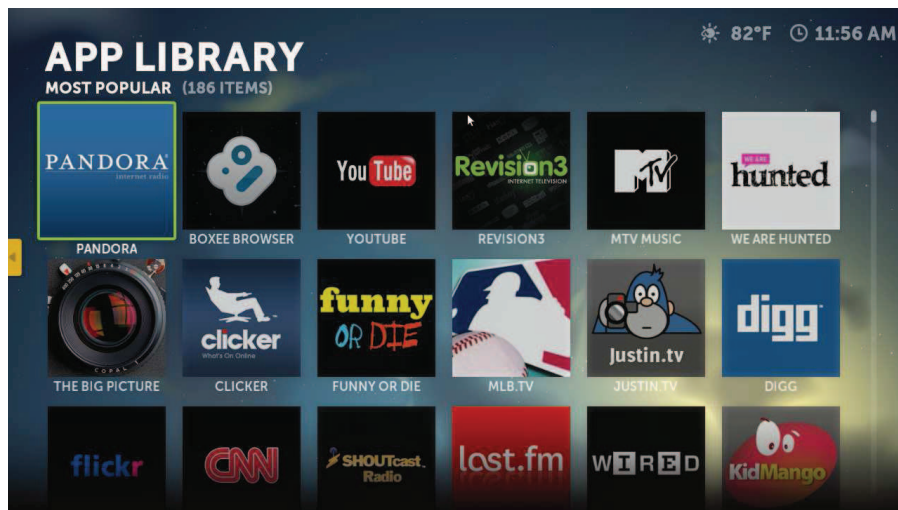 82°F 11:56 AM
APP LIBRARY
MOST POPULAR (186 ITEMS)
PANDORA
internet radio
You Tube
Revision3
INTERNET TELEVISION
MTV
WE ARE
hunted
PANDORA
BOXEE BROWSER
YOUTUBE
REVISION3
MTV MUSIC
WE ARE HUNTED
COPAL
clicker
What's On Online
funny
OR DIE
Justin.tv
digg
THE BIG PICTURE
CLICKER
FUNNY OR DIE
MLB.TV
JUSTIN.TV
DIGG
flickr
CNN
SHOUTcast
Radio
lost.fm
WIRED
KidMango